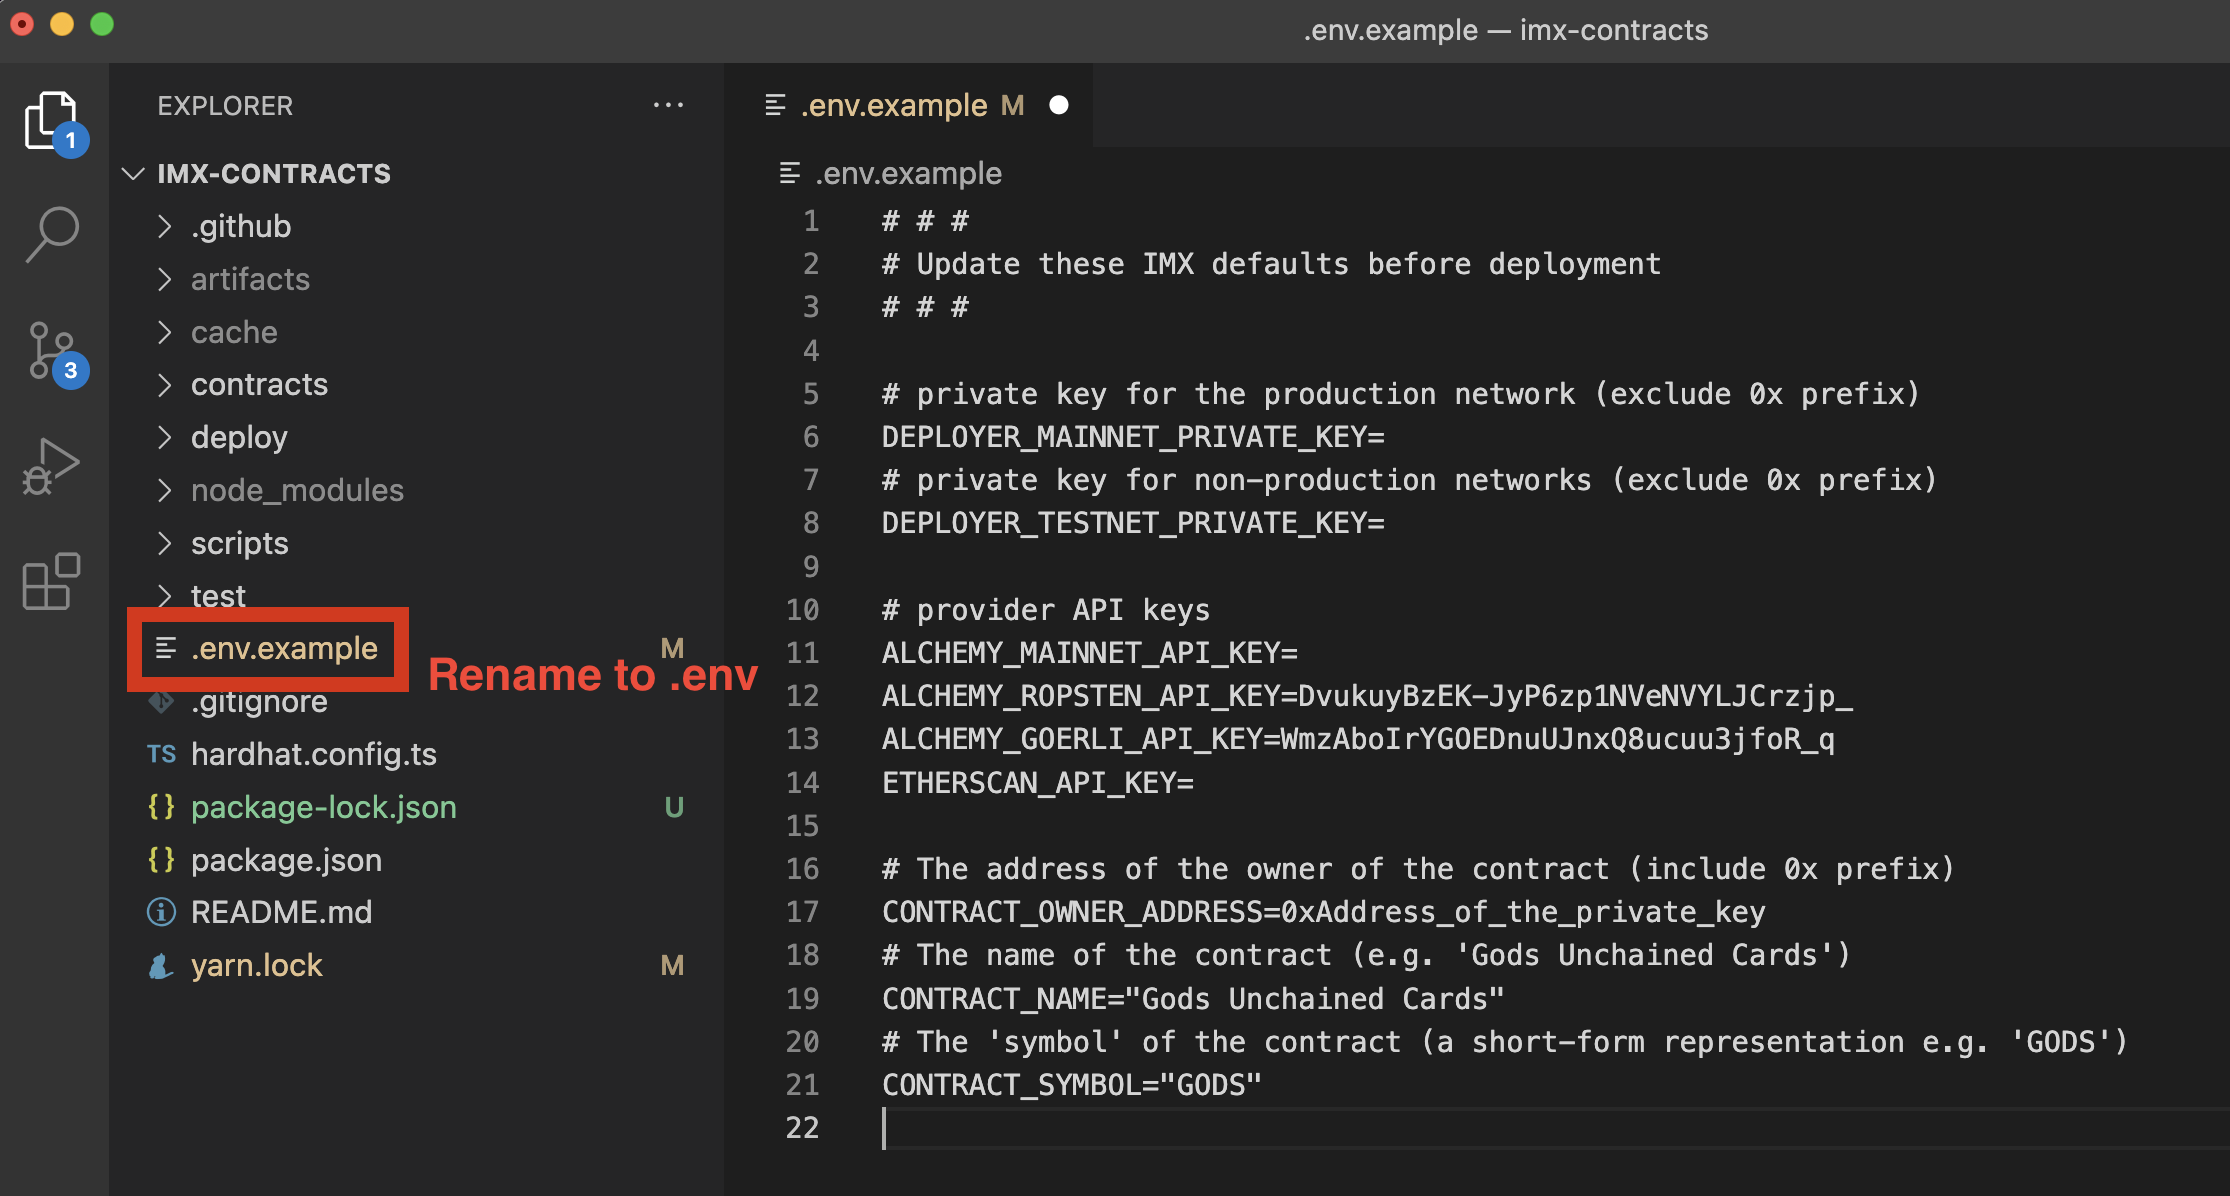 .env.example — imx-contracts
EXPLORER
···
.env.example M
1
IMX-CONTRACTS
.env.example
.github
artifacts
cache
contracts
3
deploy
node_modules
scripts
test
.env.example M
Rename to .env
.gitignore
TS hardhat.config.ts
{} package-lock.json U
{} package.json
README.md
yarn.lock M
1 # # #
2 # Update these IMX defaults before deployment
3 # # #
4
5 # private key for the production network (exclude 0x prefix)
6 DEPLOYER_MAINNET_PRIVATE_KEY=
7 # private key for non-production networks (exclude 0x prefix)
8 DEPLOYER_TESTNET_PRIVATE_KEY=
9
10 # provider API keys
11 ALCHEMY_MAINNET_API_KEY=
12 ALCHEMY_ROPSTEN_API_KEY=DvukuyBzEK-JyP6zp1NVeNVYLJCrzjp_
13 ALCHEMY_GOERLI_API_KEY=WmzAboIrYGOEDnuUJnxQ8ucuu3jfoR_q
14 ETHERSCAN_API_KEY=
15
16 # The address of the owner of the contract (include 0x prefix)
17 CONTRACT_OWNER_ADDRESS=0xAddress_of_the_private_key
18 # The name of the contract (e.g. 'Gods Unchained Cards')
19 CONTRACT_NAME="Gods Unchained Cards"
20 # The 'symbol' of the contract (a short-form representation e.g. 'GODS')
21 CONTRACT_SYMBOL="GODS"
22